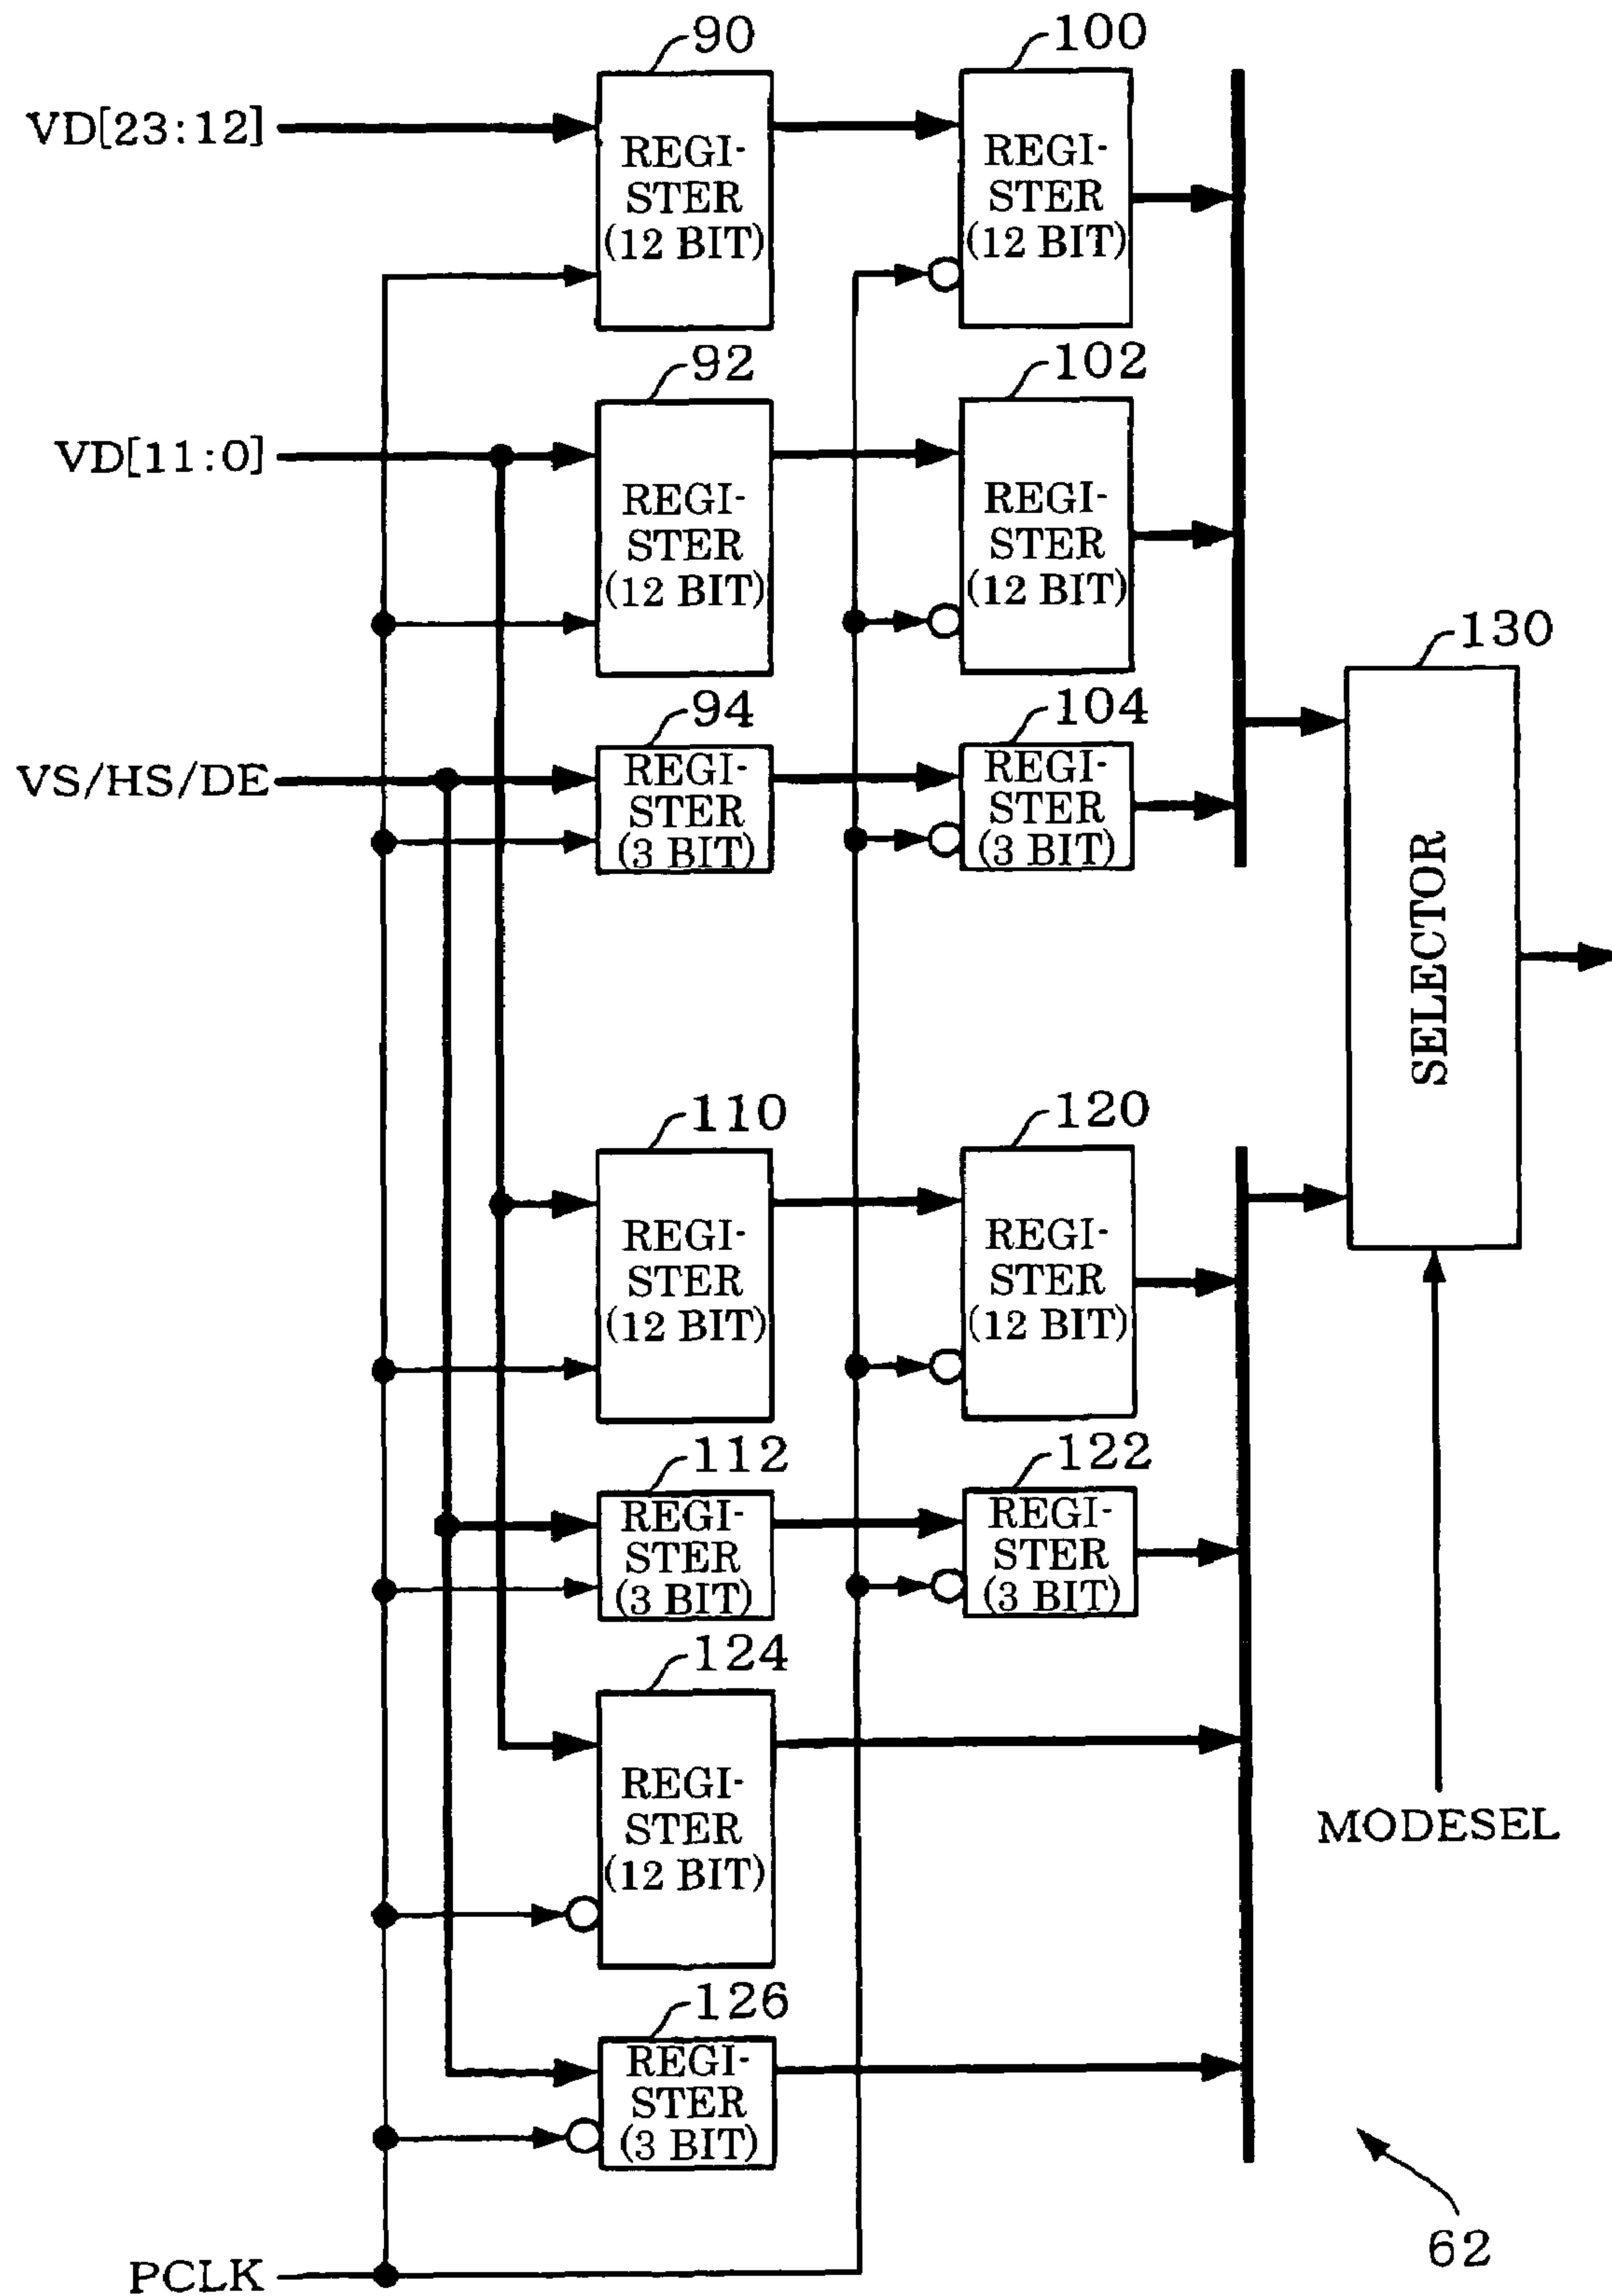 90
100
VD[23:12]
REGI-
STER
(12 BIT)
REGI-
STER
(12 BIT)
92
102
VD[11:0]
REGI-
STER
(12 BIT)
REGI-
STER
(12 BIT)
130
94
104
VS/HS/DE
REGI-
STER
(3 BIT)
REGI-
STER
(3 BIT)
SELECTOR
110
120
REGI-
STER
(12 BIT)
REGI-
STER
(12 BIT)
112
122
REGI-
STER
(3 BIT)
REGI-
STER
(3 BIT)
124
REGI-
STER
(12 BIT)
MODESEL
126
REGI-
STER
(3 BIT)
62
PCLK